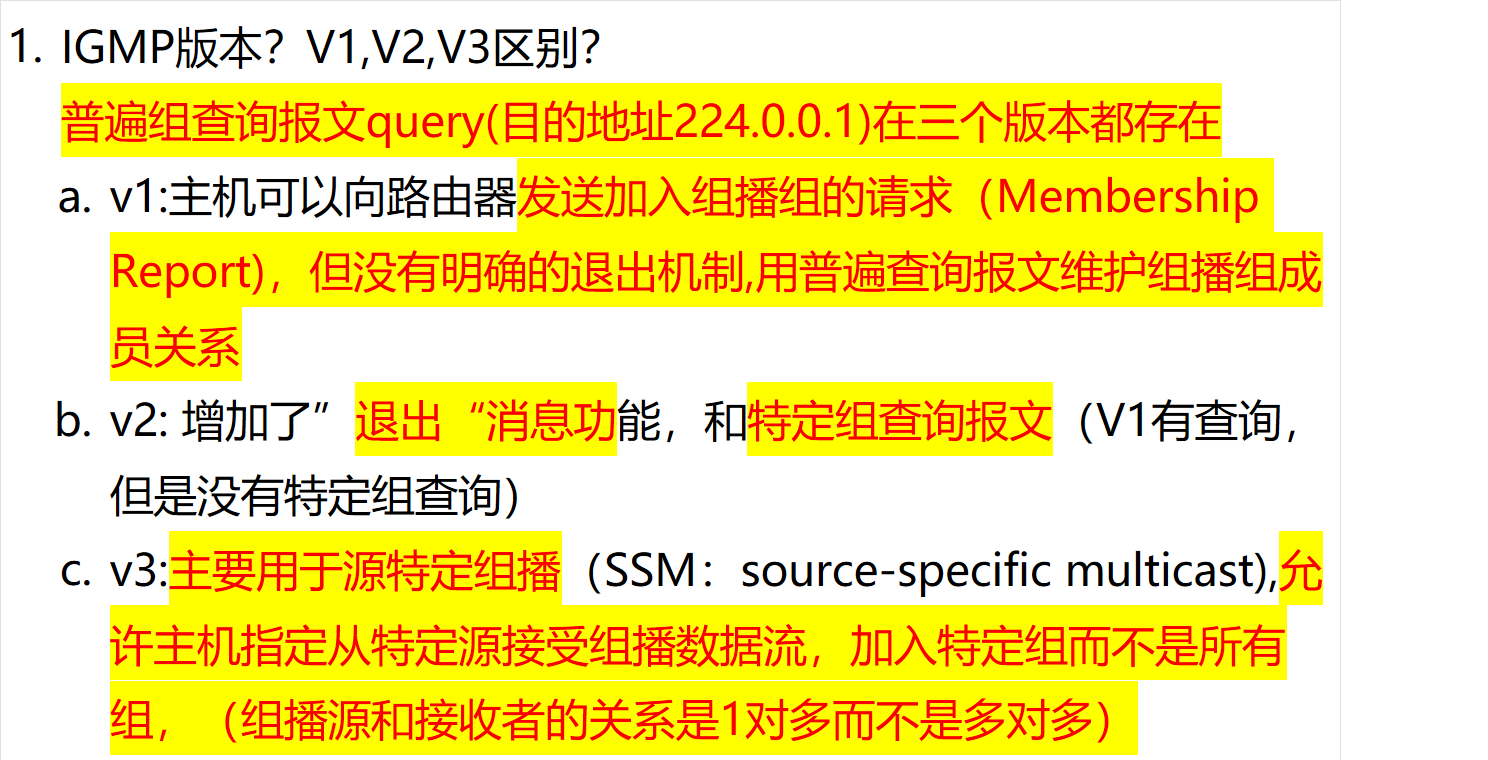 1. IGMP版本？V1,V2,V3区别？
普遍组查询报文query(目的地址224.0.0.1)在三个版本都存在
a. v1:主机可以向路由器发送加入组播组的请求（Membership
Report)，但没有明确的退出机制,用普遍查询报文维护组播组成
员关系
b. v2: 增加了”退出“消息功能，和特定组查询报文（V1有查询，
但是没有特定组查询）
c. v3:主要用于源特定组播（SSM：source-specific multicast),允
许主机指定从特定源接受组播数据流，加入特定组而不是所有
组，（组播源和接收者的关系是1对多而不是多对多）